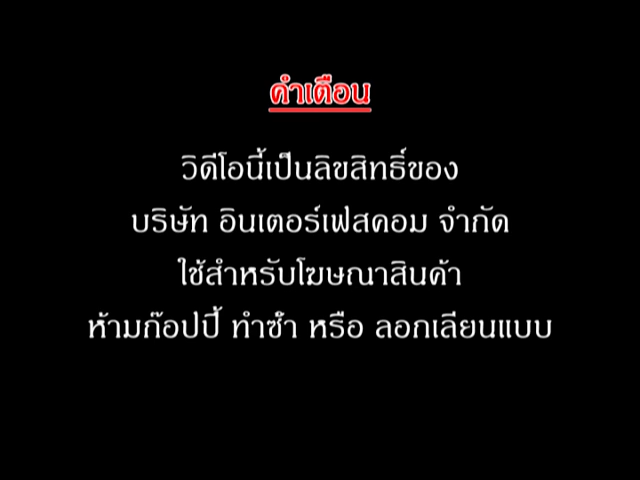 คำเตือน
วิดีโอนี้เป็นลิขสิทธิ์ของ
บริษัท อินเตอร์เฟสคอม จำกัด
ใช้สำหรับโฆษณาสินค้า
ห้ามก๊อปปี้ ทำซ้ำ หรือ ลอกเลียนแบบ